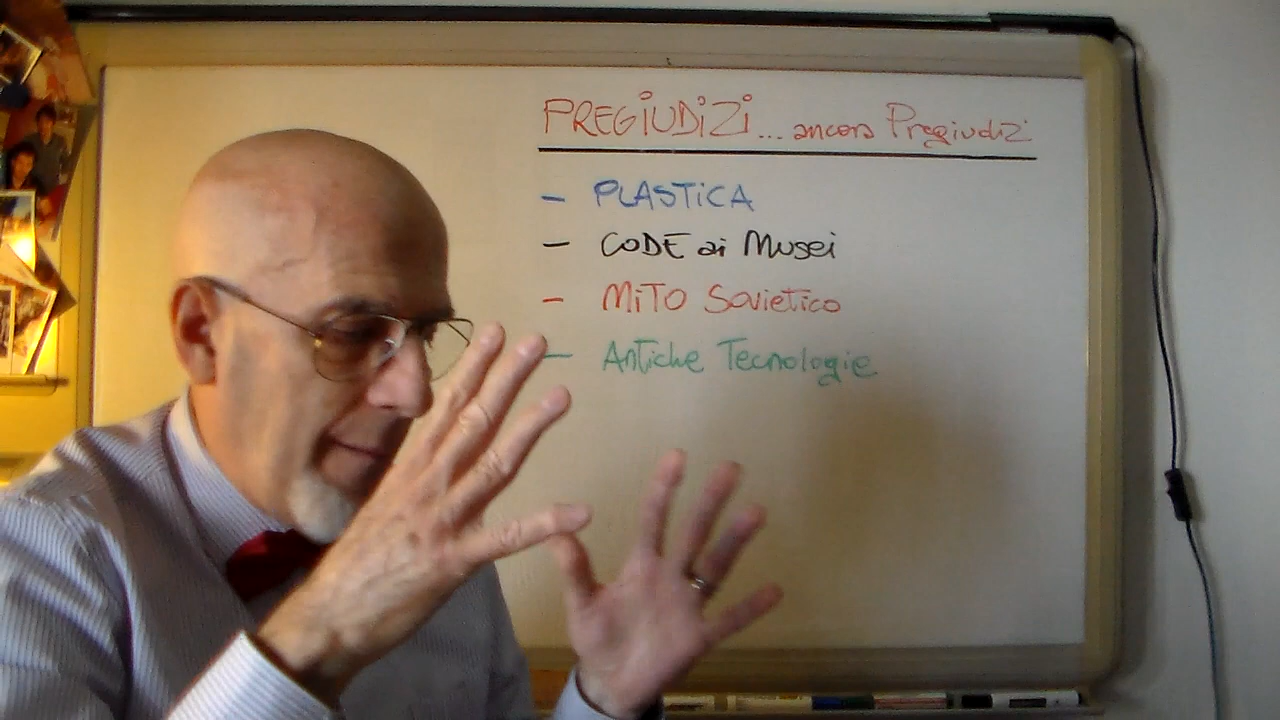 PREGIUDIZI... ancora Pregiudizi
- PLASTICA
- CODE ai Musei
- MITO Sovietico
- Antiche Tecnologie